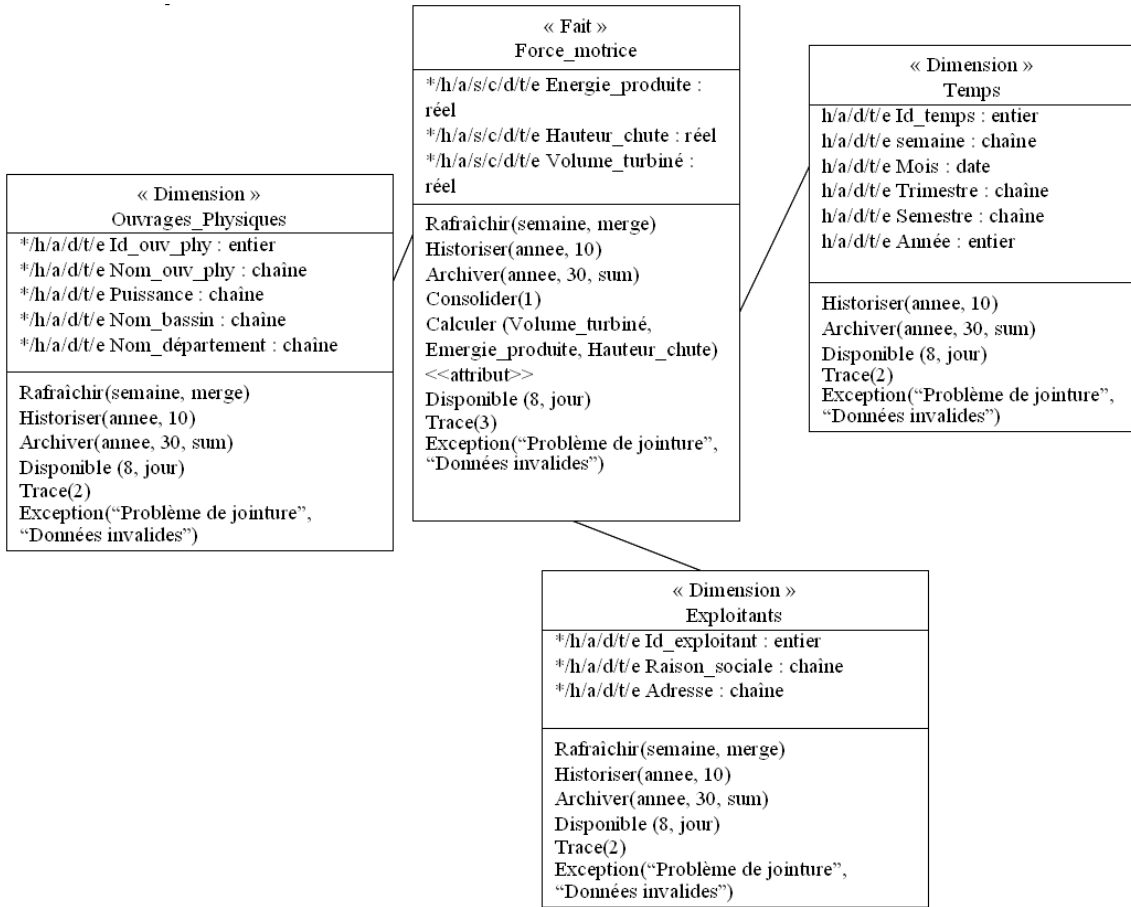 « Fait »
Force_motrice
*/h/a/s/c/d/t/e Energie_produite :
réel
*/h/a/s/c/d/t/e Hauteur_chute : réel
*/h/a/s/c/d/t/e Volume_turbiné :
réel
Rafraîchir(semaine, merge)
Historiser(annee, 10)
Archiver(annee, 30, sum)
Consolider(1)
Calculer (Volume_turbiné,
Emergie_produite, Hauteur_chute)
<<attribut>>
Disponible (8, jour)
Trace(3)
Exception(“Problème de jointure”,
“Données invalides”)
« Dimension »
Temps
h/a/d/t/e Id_temps : entier
h/a/d/t/e semaine : chaîne
h/a/d/t/e Mois : date
h/a/d/t/e Trimestre : chaîne
h/a/d/t/e Semestre : chaîne
h/a/d/t/e Année : entier
Historiser(annee, 10)
Archiver(annee, 30, sum)
Disponible (8, jour)
Trace(2)
Exception(“Problème de jointure”,
“Données invalides”)
« Dimension »
Ouvrages_Physiques
*/h/a/d/t/e Id_ouv_phy : entier
*/h/a/d/t/e Nom_ouv_phy : chaîne
*/h/a/d/t/e Puissance : chaîne
*/h/a/d/t/e Nom_bassin : chaîne
*/h/a/d/t/e Nom_département : chaîne
Rafraîchir(semaine, merge)
Historiser(annee, 10)
Archiver(annee, 30, sum)
Disponible (8, jour)
Trace(2)
Exception(“Problème de jointure”,
“Données invalides”)
« Dimension »
Exploitants
*/h/a/d/t/e Id_exploitant : entier
*/h/a/d/t/e Raison_sociale : chaîne
*/h/a/d/t/e Adresse : chaîne
Rafraîchir(semaine, merge)
Historiser(annee, 10)
Archiver(annee, 30, sum)
Disponible (8, jour)
Trace(2)
Exception(“Problème de jointure”,
“Données invalides”)